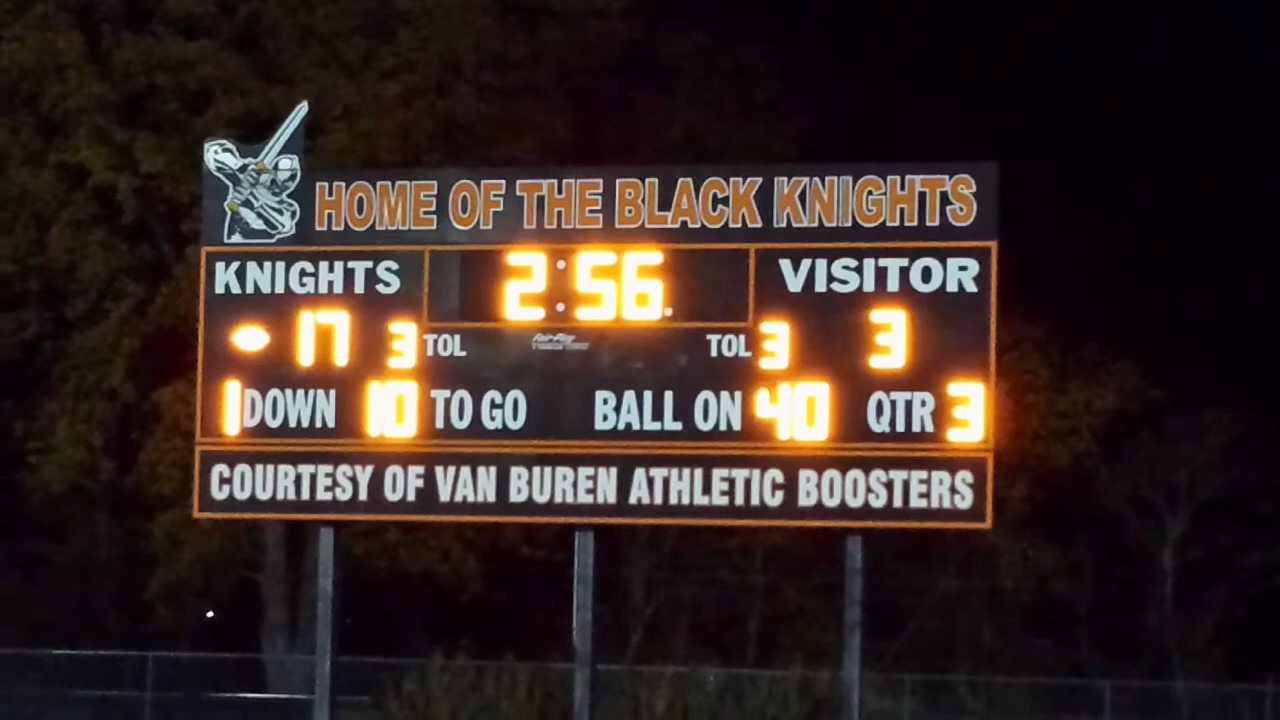 HOME OF THE BLACK KNIGHTS
KNIGHTS 2:56 VISITOR
17 3 TOL TOL 3 3
1 DOWN 10 TO GO BALL ON 40 QTR 3
COURTESY OF VAN BUREN ATHLETIC BOOSTERS